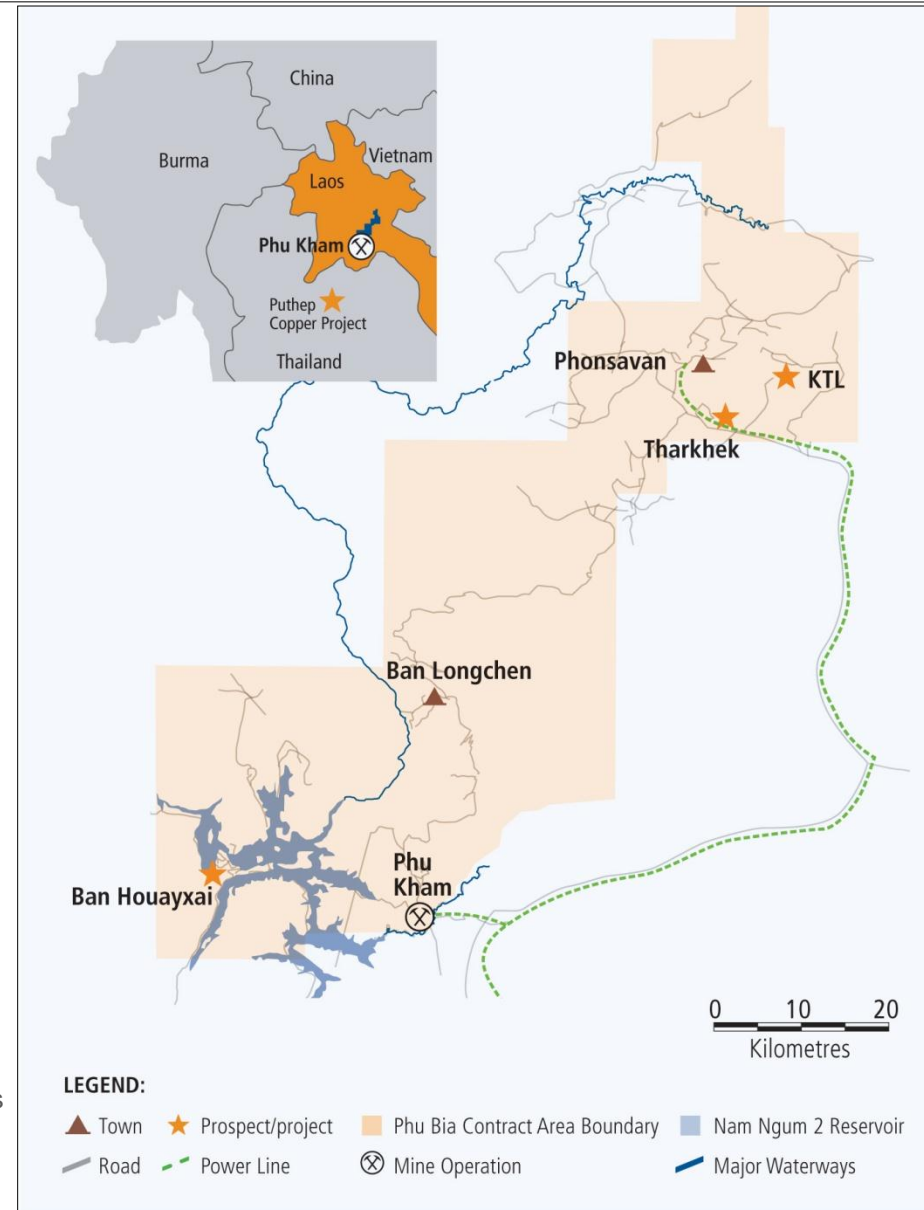 China
Burma
Vietnam
Laos
Phu Kham
Puthep
Copper Project
Thailand
Phonsavan
KTL
Tharkhek
Ban Longchen
Phu
Kham
Ban Houayxai
0 10 20
Kilometres
s
LEGEND:
Town Prospect/project Phu Bia Contract Area Boundary Nam Ngum 2 Reservoir
Road Power Line Mine Operation Major Waterways